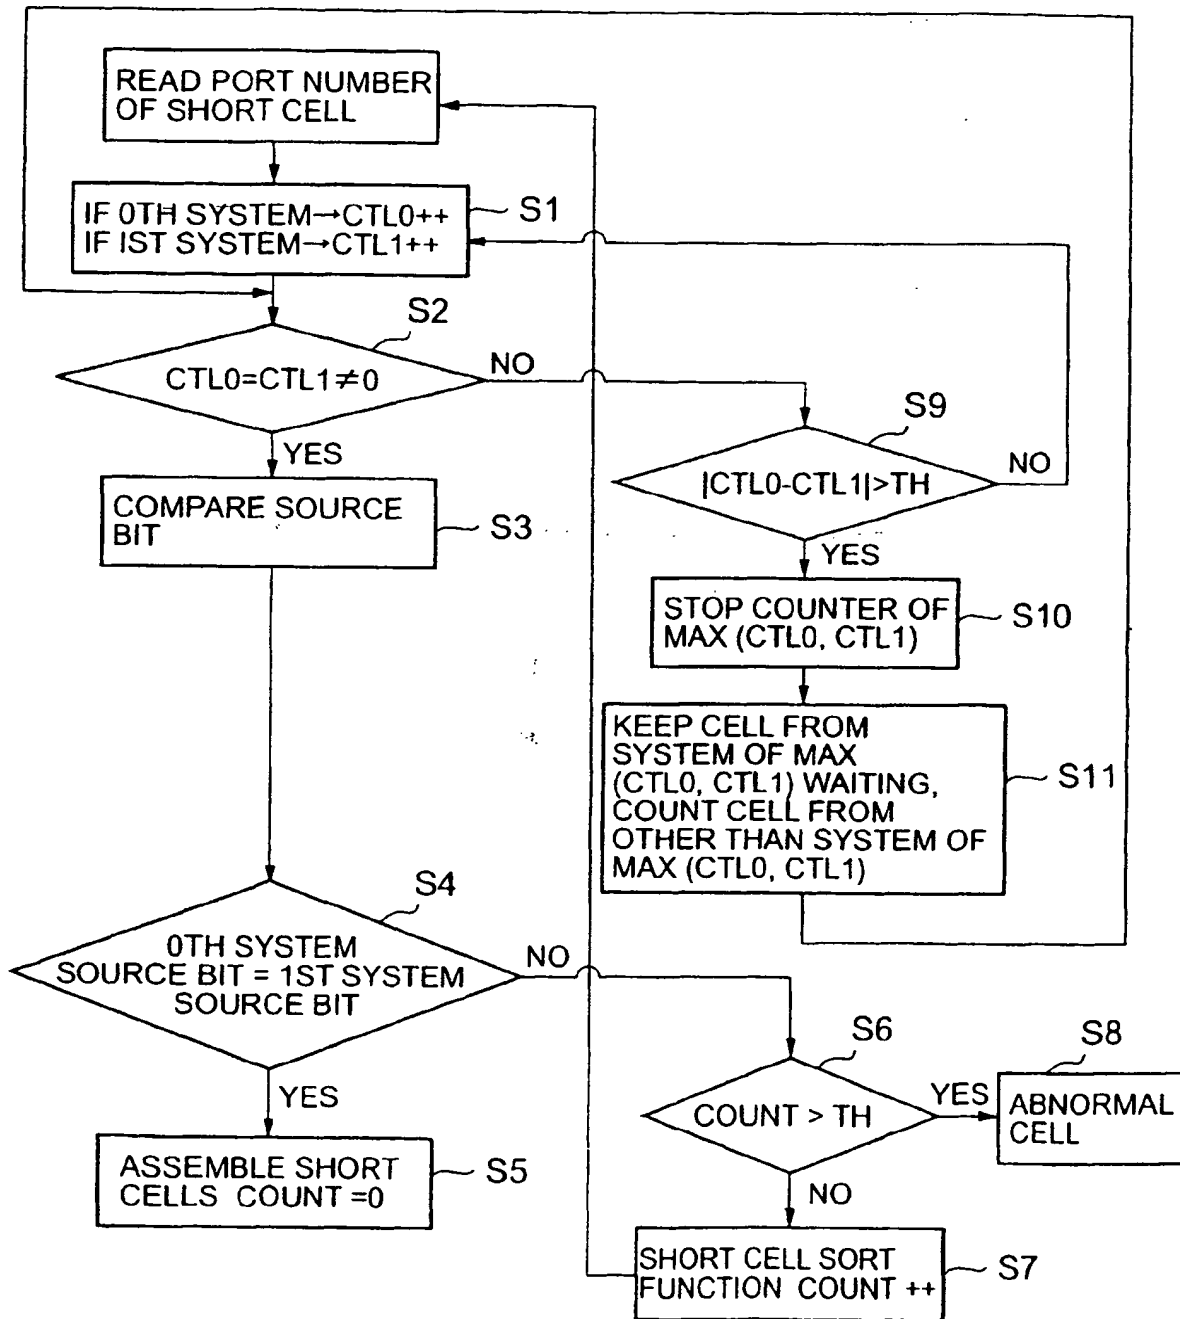 READ PORT NUMBER
OF SHORT CELL
IF 0TH SYSTEM→CTL0++
IF IST SYSTEM→CTL1++
S1
S2
CTL0=CTL1≠0
NO
YES
COMPARE SOURCE
BIT
S3
S9
|CTL0-CTL1|>TH
NO
YES
STOP COUNTER OF
MAX (CTL0, CTL1)
S10
KEEP CELL FROM
SYSTEM OF MAX
(CTL0, CTL1) WAITING,
COUNT CELL FROM
OTHER THAN SYSTEM OF
MAX (CTL0, CTL1)
S11
S4
0TH SYSTEM
SOURCE BIT = 1ST SYSTEM
SOURCE BIT
NO
YES
ASSEMBLE SHORT
CELLS COUNT =0
S5
S6
COUNT > TH
YES
S8
ABNORMAL
CELL
NO
SHORT CELL SORT
FUNCTION COUNT ++
S7